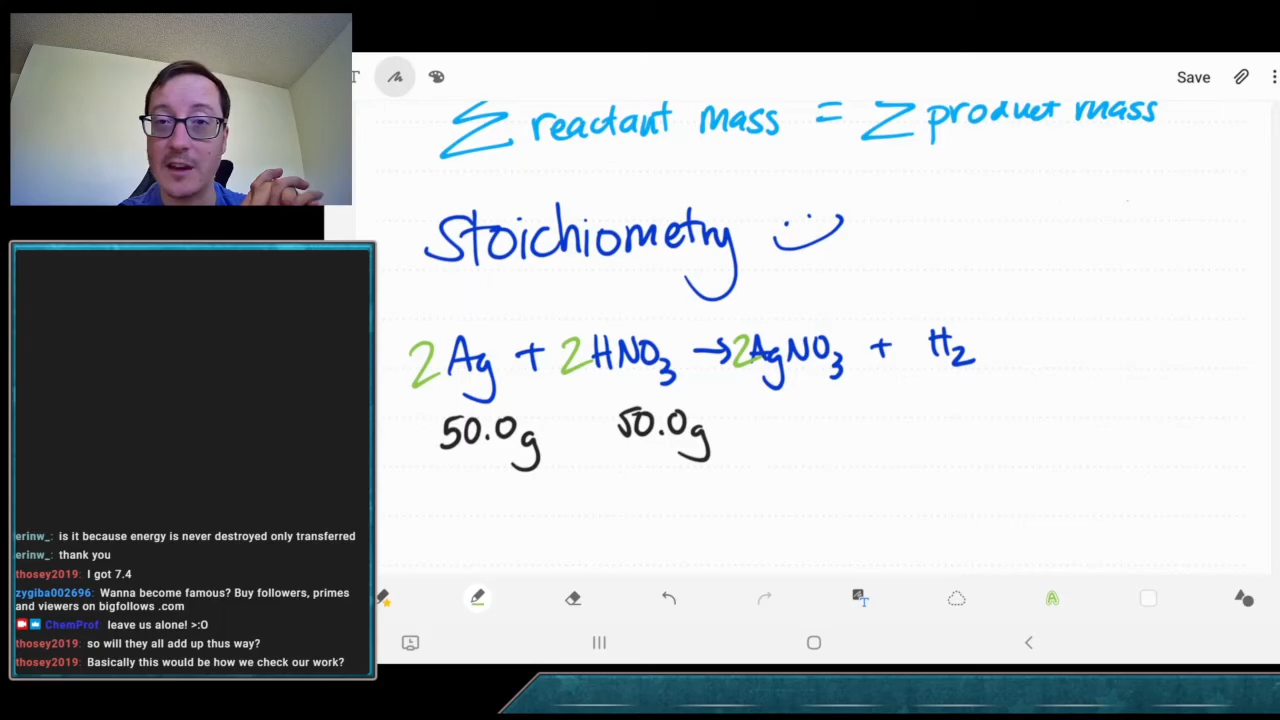 T
Save
∑ reactant mass = ∑ product mass
Stoichiometry :)
2Ag + 2HNO3 → 2AgNO3 + H2
50.0g 50.0g
erinw_: is it because energy is never destroyed only transferred
erinw_: thank you
thosey2019: I got 7.4
zygiba002696: Wanna become famous? Buy followers, primes
and viewers on bigfollows .com
ChemProf: leave us alone! >:O
thosey2019: so will they all add up thus way?
thosey2019: Basically this would be how we check our work?
T
A